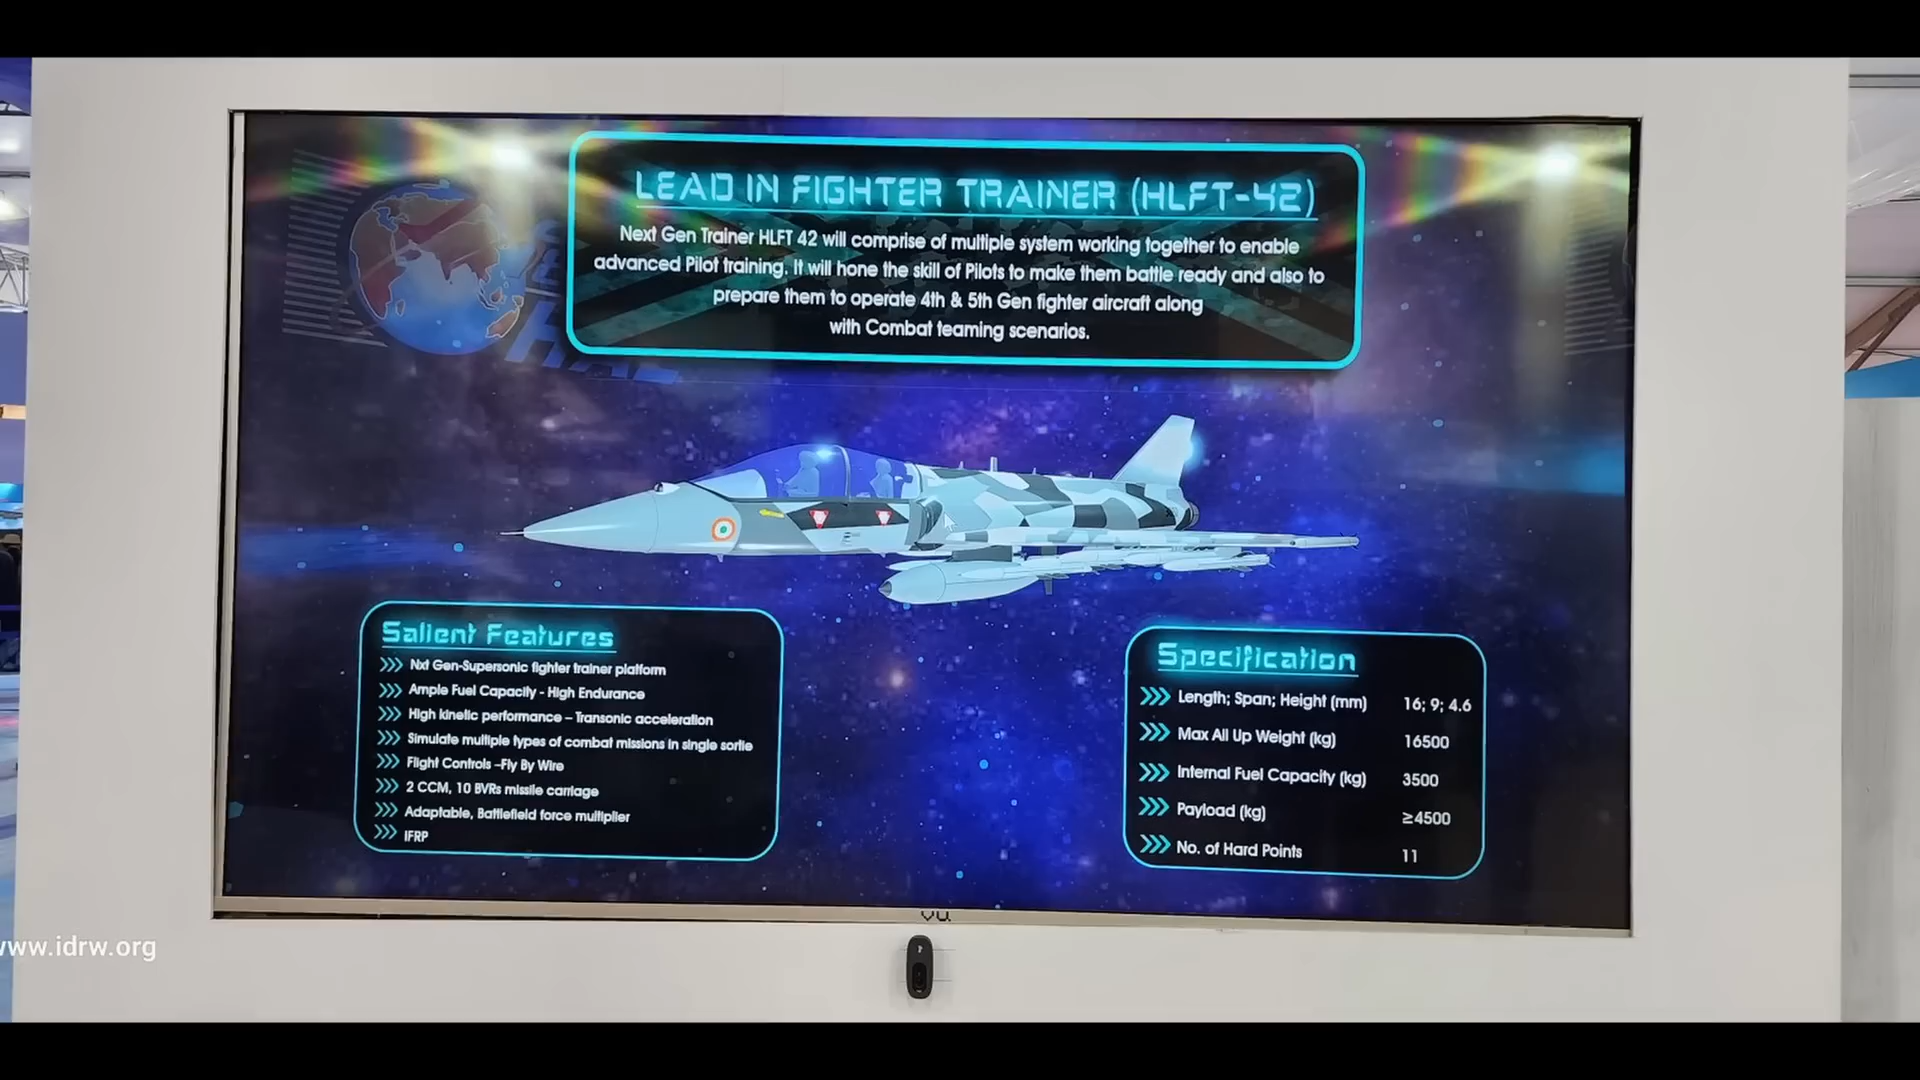 LEAD IN FIGHTER TRAINER (HLFT-42)
Next Gen Trainer HLFT 42 will comprise of multiple system working together to enable
advanced Pilot training. It will hone the skill of Pilots to make them battle ready and also to
prepare them to operate 4th & 5th Gen fighter aircraft along
with Combat teaming scenarios.
Salient Features
Nxt Gen-Supersonic fighter trainer platform
Ample Fuel Capacity - High Endurance
High kinetic performance – Transonic acceleration
Simulate multiple types of combat missions in single sortie
Flight Controls –Fly By Wire
2 CCM, 10 BVRs missile carriage
Adaptable, Battlefield force multiplier
IFRP
Specification
Length; Span; Height (mm) 16; 9; 4.6
Max All Up Weight (kg) 16500
Internal Fuel Capacity (kg) 3500
Payload (kg) ≥4500
No. of Hard Points 11
vu
www.idrw.org